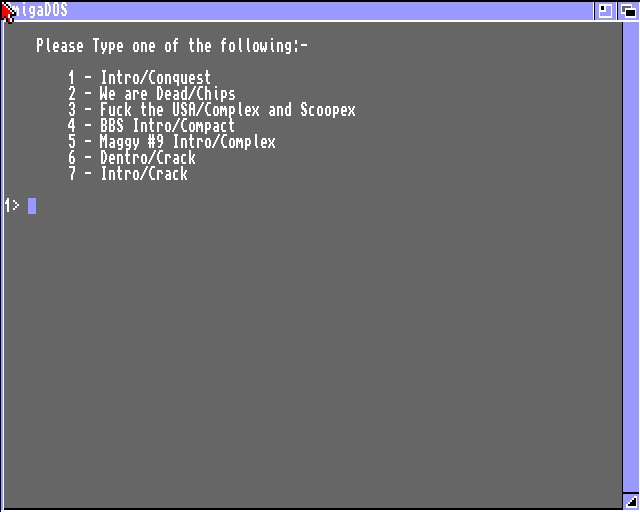 migaDOS
Please Type one of the following:-
1 - Intro/Conquest
2 - We are Dead/Chips
3 - Fuck the USA/Complex and Scoopex
4 - BBS Intro/Compact
5 - Maggy #9 Intro/Complex
6 - Dentro/Crack
7 - Intro/Crack
1>